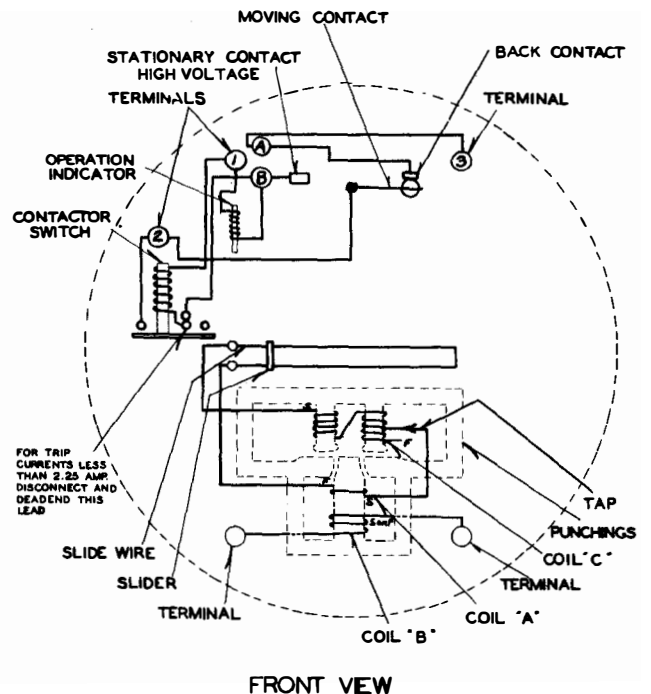 MOVING CONTACT
STATIONARY CONTACT
HIGH VOLTAGE
BACK CONTACT
TERMINALS
TERMINAL
1
A
3
OPERATION
INDICATOR
B
CONTACTOR
SWITCH
2
S
F
FOR TRIP
CURRENTS LESS
THAN 2.25 AMP.
DISCONNECT AND
DEADEND THIS
LEAD
F
S
TAP
PUNCHINGS
SLIDE WIRE
COIL "C"
SLIDER
TERMINAL
TERMINAL
COIL "A"
COIL "B"
FRONT VIEW